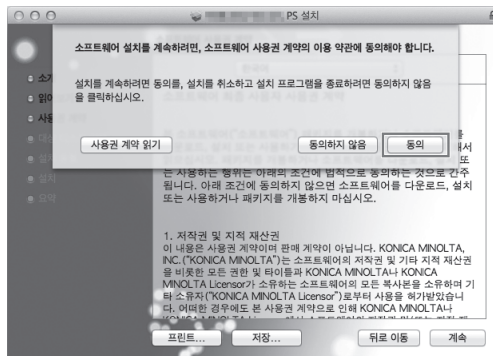 PS 설치
소프트웨어 설치를 계속하려면, 소프트웨어 사용권 계약의 이용 약관에 동의해야 합니다.
설치를 계속하려면 동의를, 설치를 취소하고 설치 프로그램을 종료하려면 동의하지 않음
을 클릭하십시오.
사용권 계약 읽기
동의하지 않음
동의
소개
설치
요약
는 사용하는 행위는 아래의 조건에 법적으로 동의하는 것으로 간주
됩니다. 아래 조건에 동의하지 않으면 소프트웨어를 다운로드, 설치
또는 사용하거나 패키지를 개봉하지 마십시오.
1. 저작권 및 지적 재산권
이 내용은 사용권 계약이며 판매 계약이 아닙니다. KONICA MINOLTA,
INC.("KONICA MINOLTA")는 소프트웨어의 저작권 및 기타 지적 재산권
을 비롯한 모든 권한 및 타이틀과 KONICA MINOLTA나 KONICA
MINOLTA Licensor가 소유하는 소프트웨어의 모든 복사본을 소유하며 기
타 소유자("KONICA MINOLTA Licensor")로부터 사용을 허가받았습니
다. 어떠한 경우에도 본 사용권 계약으로 인해 KONICA MINOLTA나
프린트...
저장...
뒤로 이동
계속